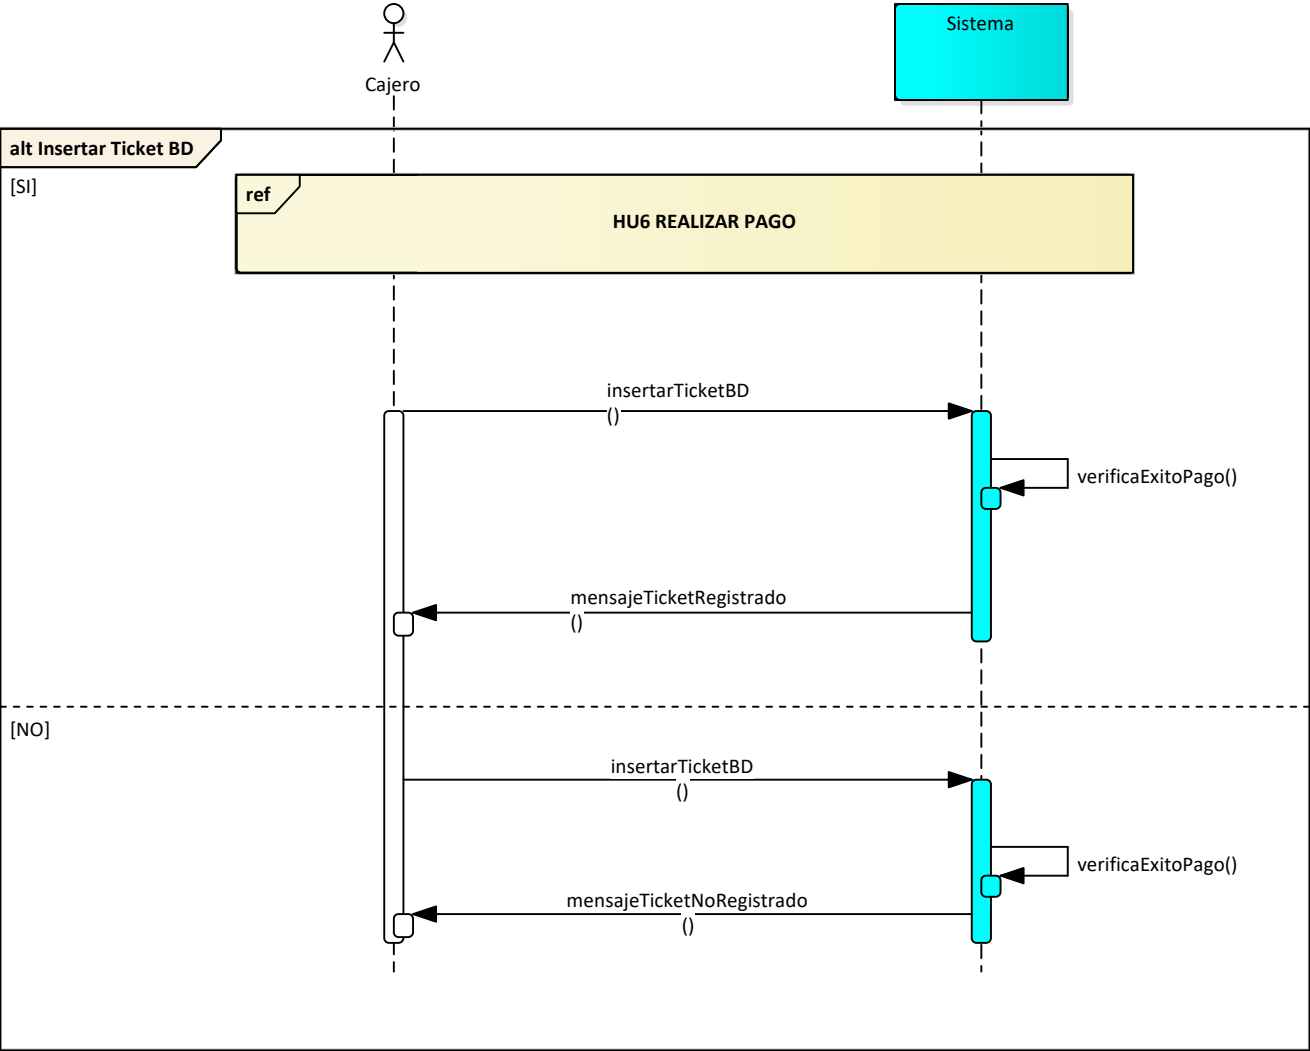 Cajero
Sistema
alt Insertar Ticket BD
[SI]
ref
HU6 REALIZAR PAGO
insertarTicketBD
()
verificaExitoPago()
mensajeTicketRegistrado
()
[NO]
insertarTicketBD
()
verificaExitoPago()
mensajeTicketNoRegistrado
()